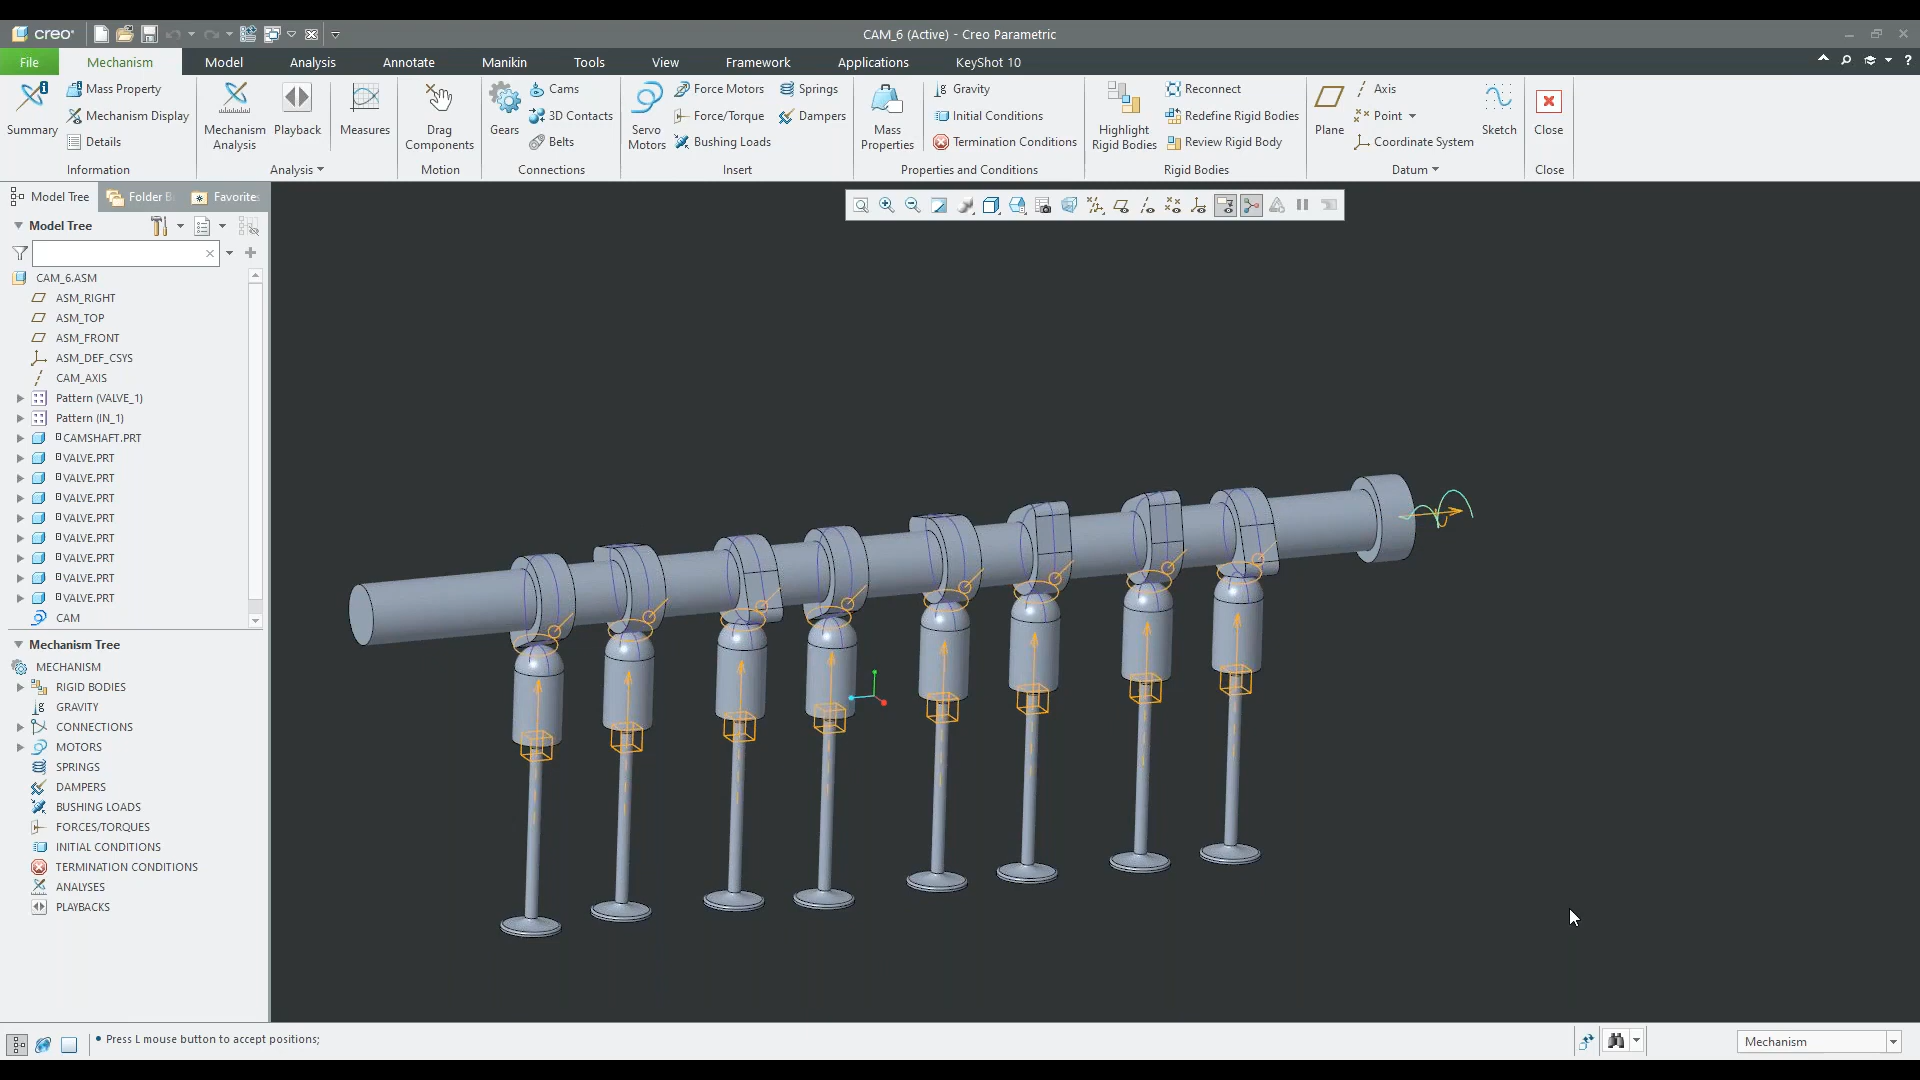 creo
CAM_6 (Active) - Creo Parametric
File
Mechanism
Model
Analysis
Annotate
Manikin
Tools
View
Framework
Applications
KeyShot 10
Summary
Mass Property
Mechanism Display
Details
Information
Mechanism Analysis
Playback
Measures
Analysis
Drag Components
Motion
Gears
Cams
3D Contacts
Belts
Connections
Servo Motors
Force Motors
Force/Torque
Bushing Loads
Springs
Dampers
Insert
Mass Properties
Gravity
Initial Conditions
Termination Conditions
Properties and Conditions
Highlight Rigid Bodies
Reconnect
Redefine Rigid Bodies
Review Rigid Body
Rigid Bodies
Plane
Axis
Point
Coordinate System
Sketch
Datum
Close
Close
Model Tree
Folder B
Favorites
Model Tree
CAM_6.ASM
ASM_RIGHT
ASM_TOP
ASM_FRONT
ASM_DEF_CSYS
CAM_AXIS
Pattern (VALVE_1)
Pattern (IN_1)
CAMSHAFT.PRT
VALVE.PRT
VALVE.PRT
VALVE.PRT
VALVE.PRT
VALVE.PRT
VALVE.PRT
VALVE.PRT
VALVE.PRT
CAM
Mechanism Tree
MECHANISM
RIGID BODIES
GRAVITY
CONNECTIONS
MOTORS
SPRINGS
DAMPERS
BUSHING LOADS
FORCES/TORQUES
INITIAL CONDITIONS
TERMINATION CONDITIONS
ANALYSES
PLAYBACKS
• Press L mouse button to accept positions;
Mechanism